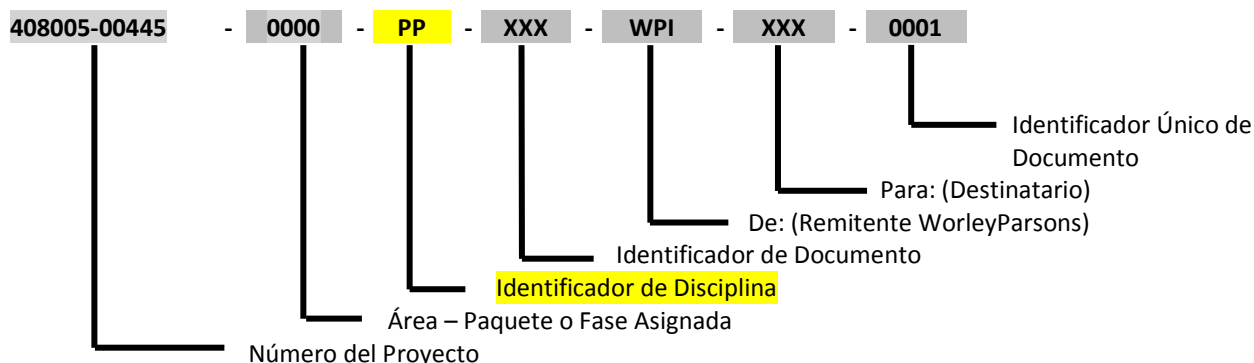 408005-00445 - 0000 - PP - XXX - WPI - XXX - 0001
Identificador Único de
Documento
Para: (Destinatario)
De: (Remitente WorleyParsons)
Identificador de Documento
Identificador de Disciplina
Área – Paquete o Fase Asignada
Número del Proyecto